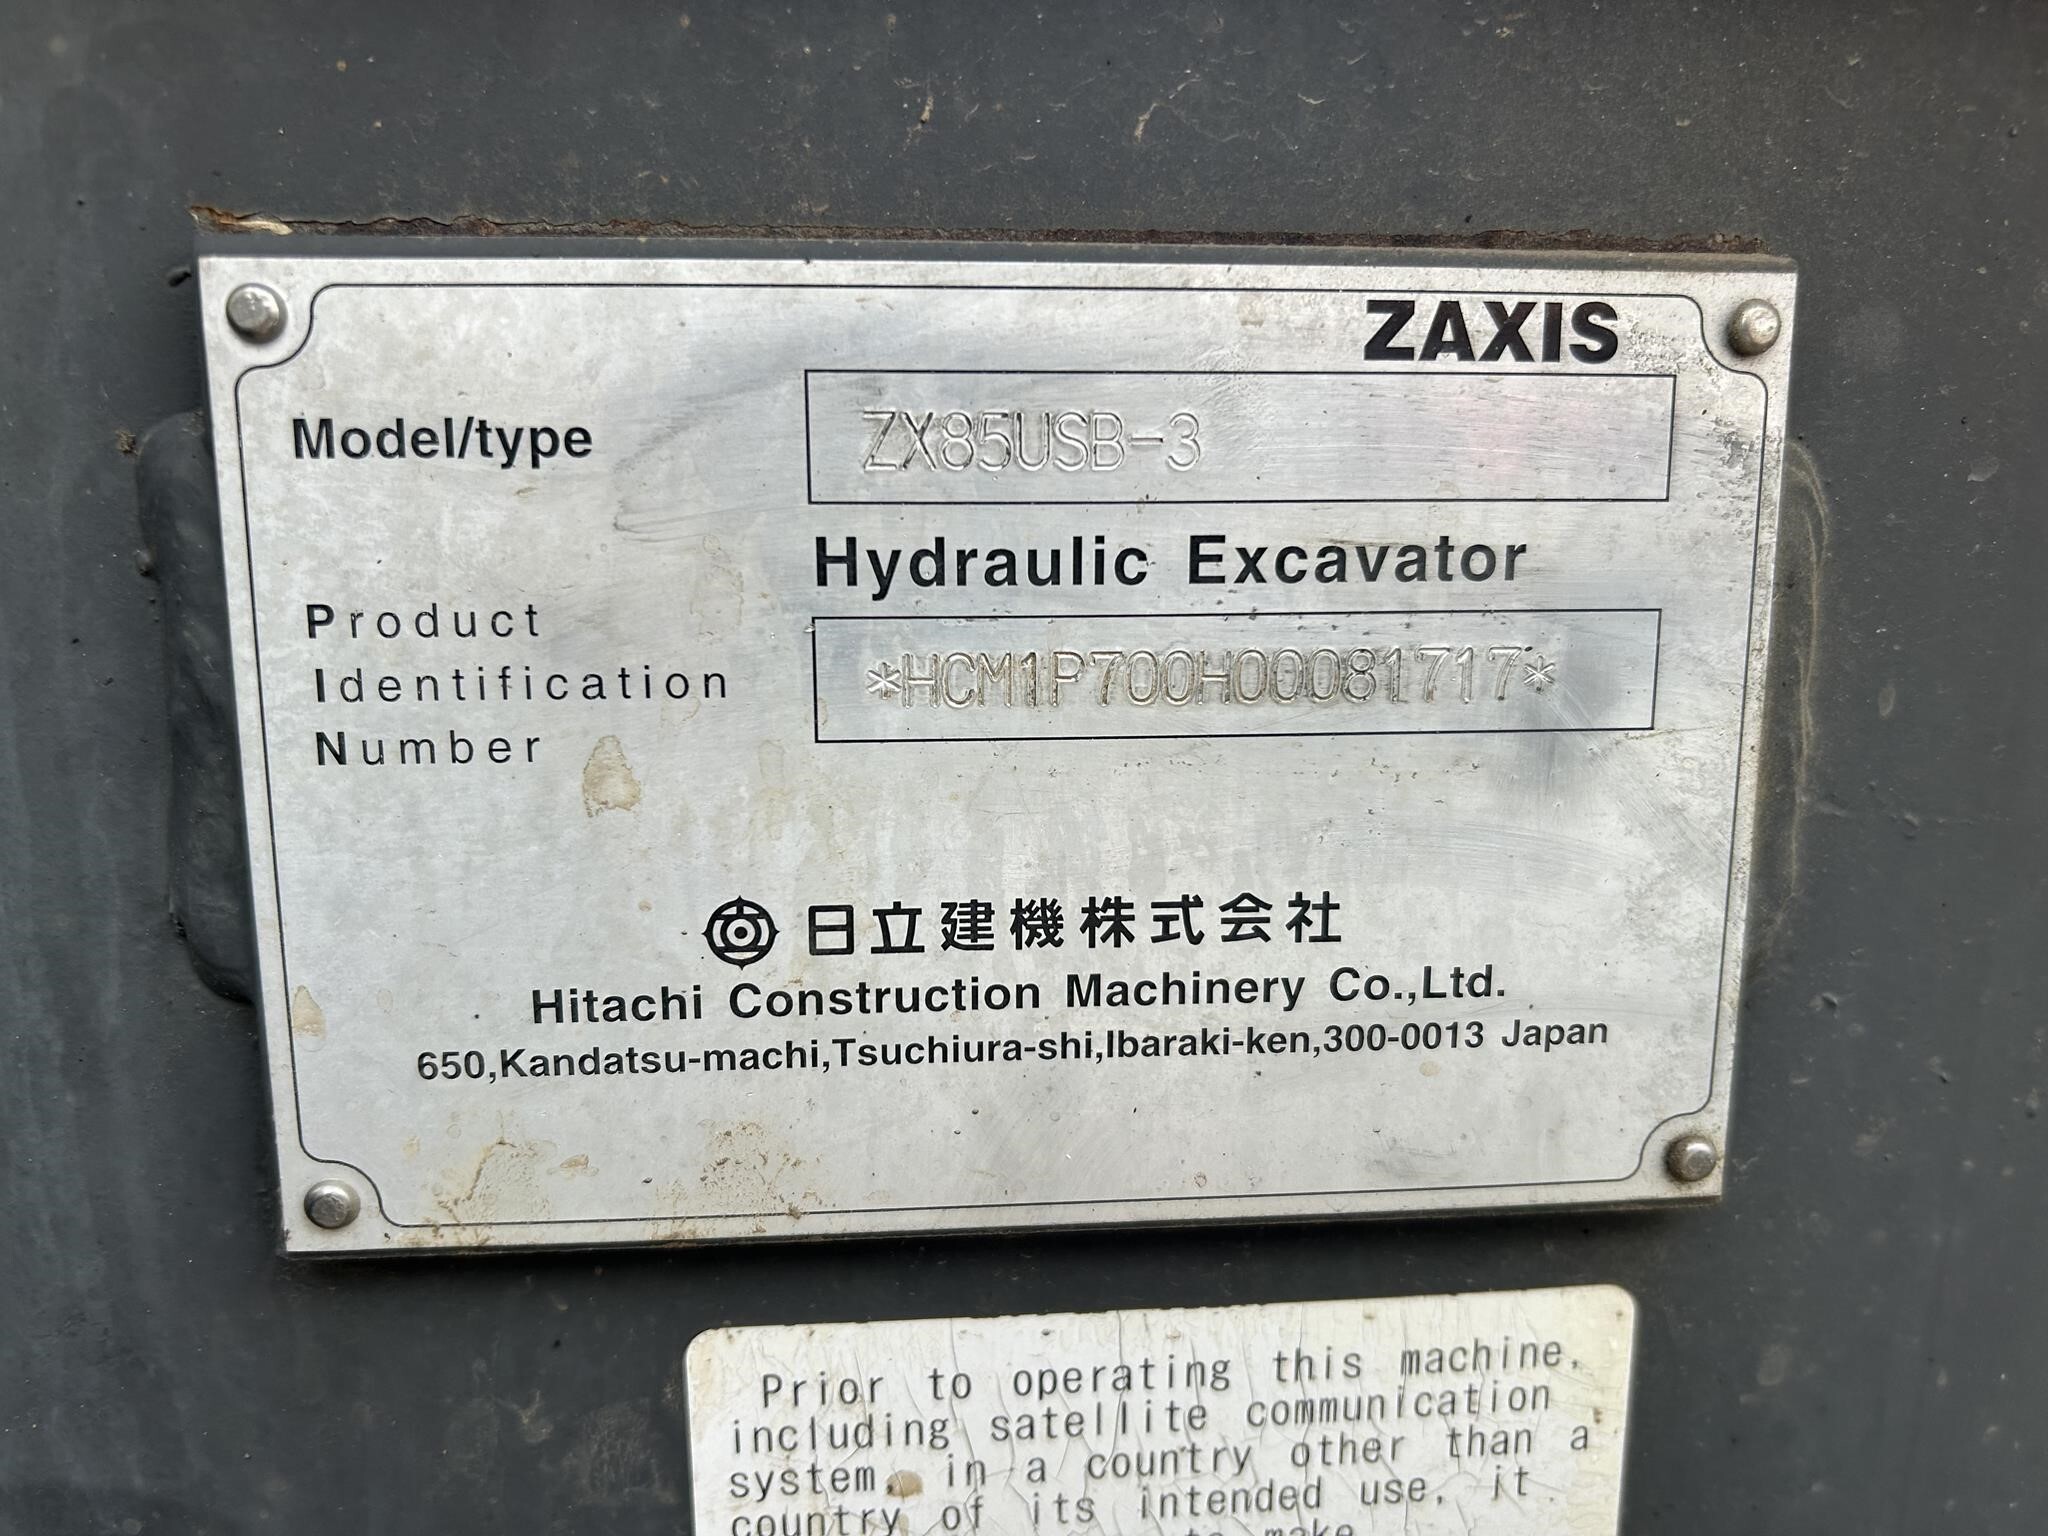 ZAXIS
Model/type
ZX85USB-3
Hydraulic Excavator
Product
Identification
Number
*HCM1P700H00081717*
日立建機株式会社
Hitachi Construction Machinery Co.,Ltd.
650,Kandatsu-machi,Tsuchiura-shi,Ibaraki-ken,300-0013 Japan
Prior to operating this machine,
including satellite communication
system, in a country other than a
country of its intended use, it
to make